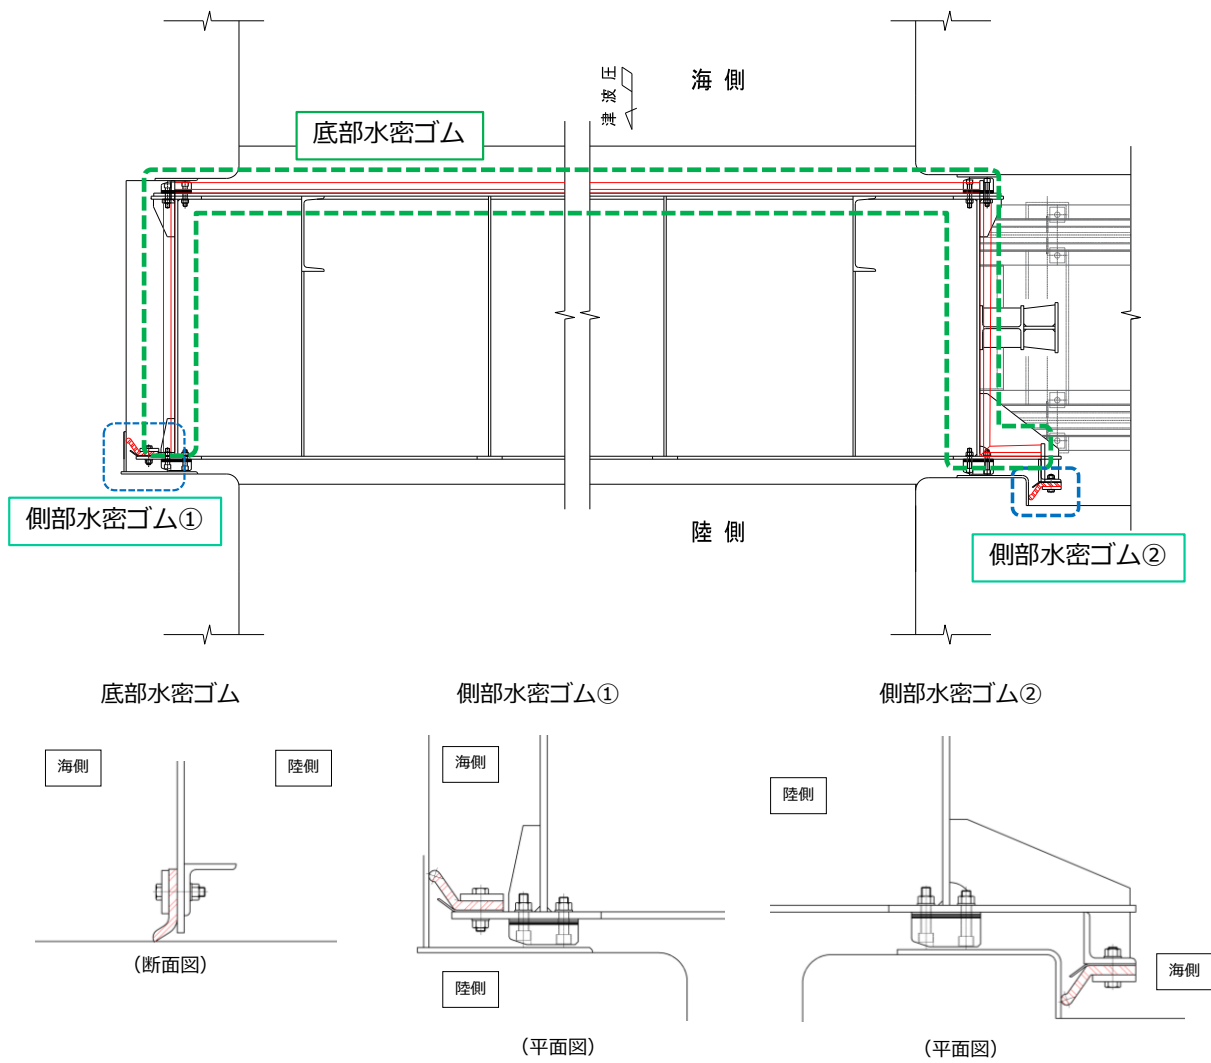 海側
津波圧
底部水密ゴム
側部水密ゴム①
陸側
側部水密ゴム②
底部水密ゴム
側部水密ゴム①
側部水密ゴム②
海側
陸側
(断面図)
海側
陸側
(平面図)
陸側
海側
(平面図)